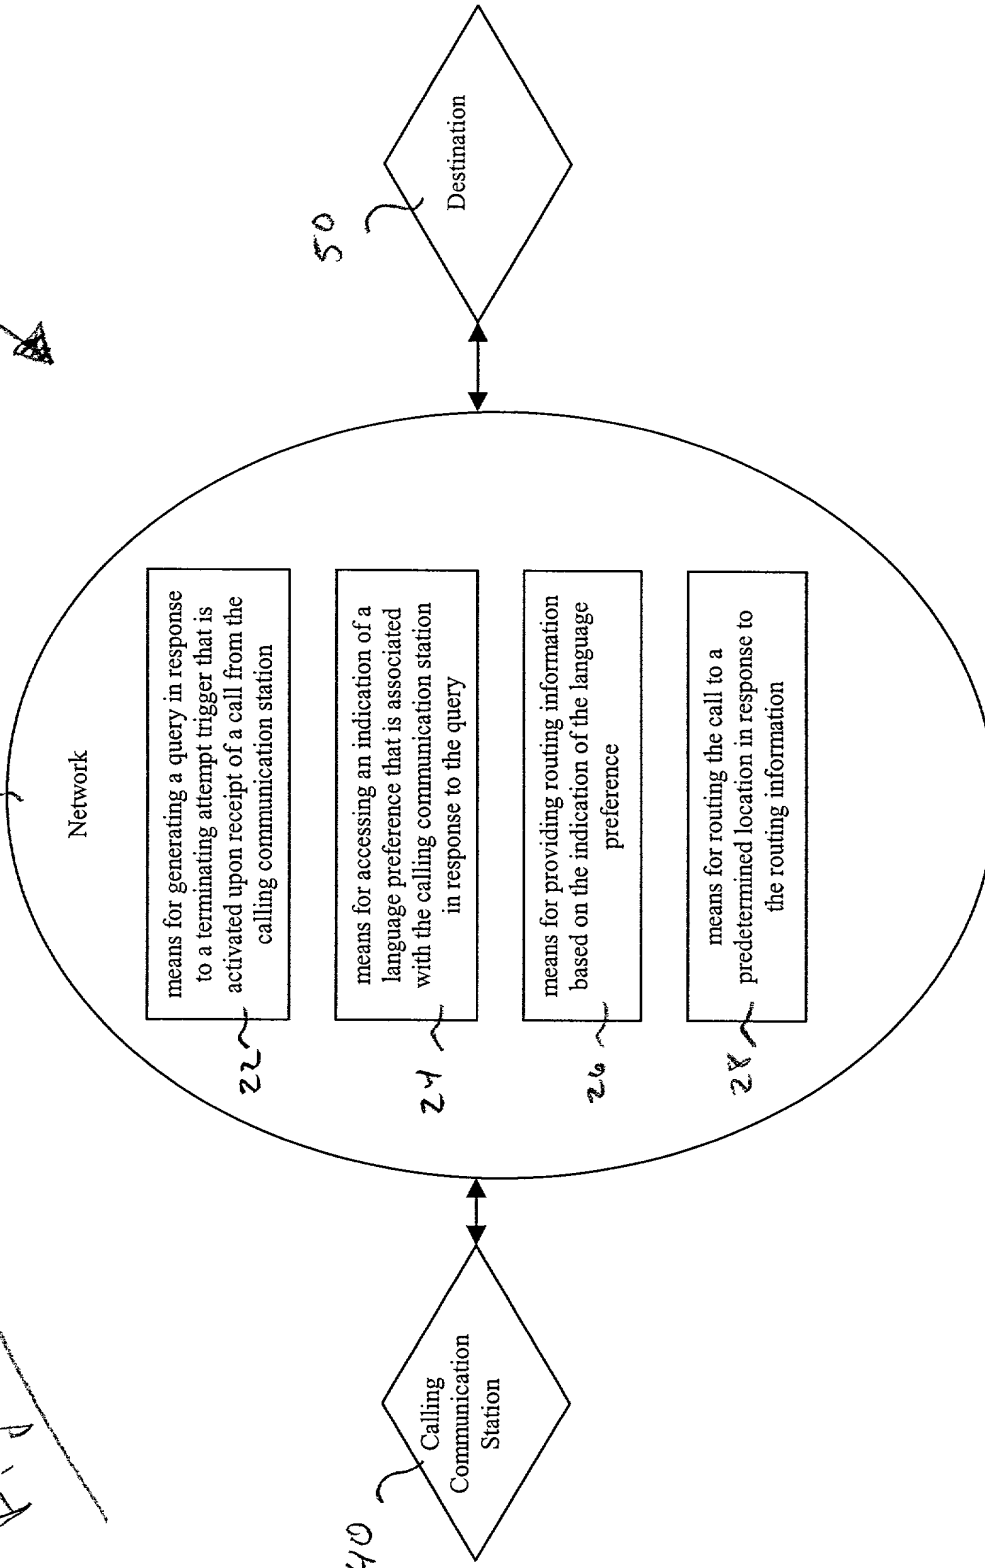 Network
means for generating a query in response
to a terminating attempt trigger that is
activated upon receipt of a call from the
calling communication station
22
means for accessing an indication of a
language preference that is associated
with the calling communication station
in response to the query
24
means for providing routing information
based on the indication of the language
preference
26
means for routing the call to a
predetermined location in response to
the routing information
28
Calling
Communication
Station
40
Destination
50